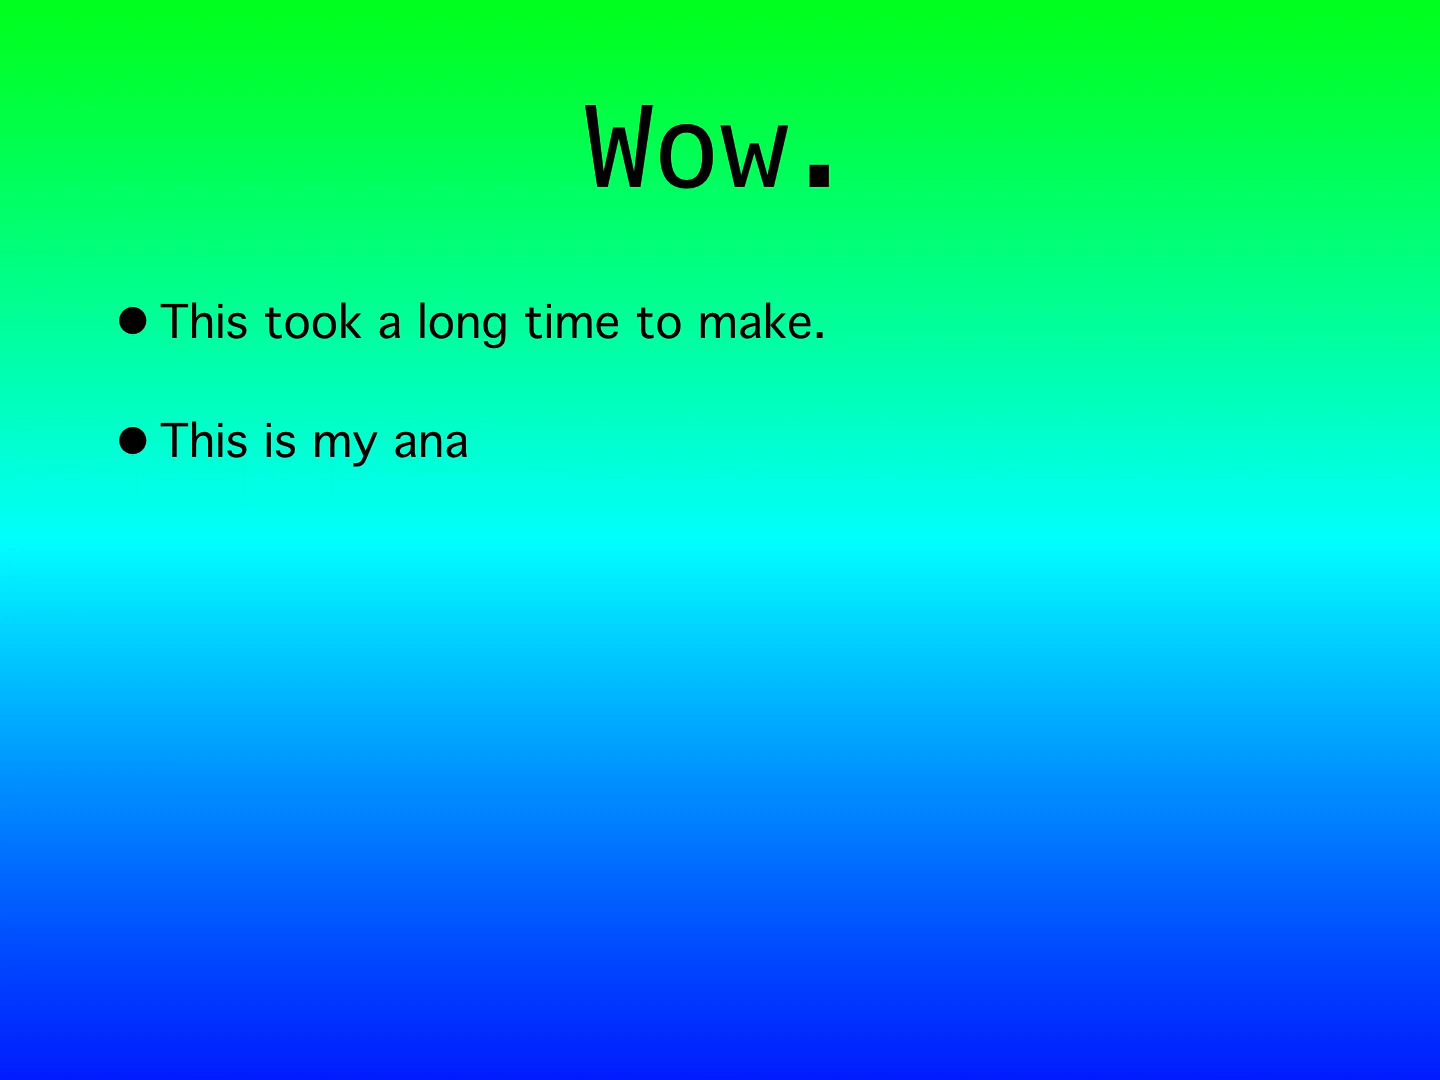 Wow.
● This took a long time to make.
● This is my ana